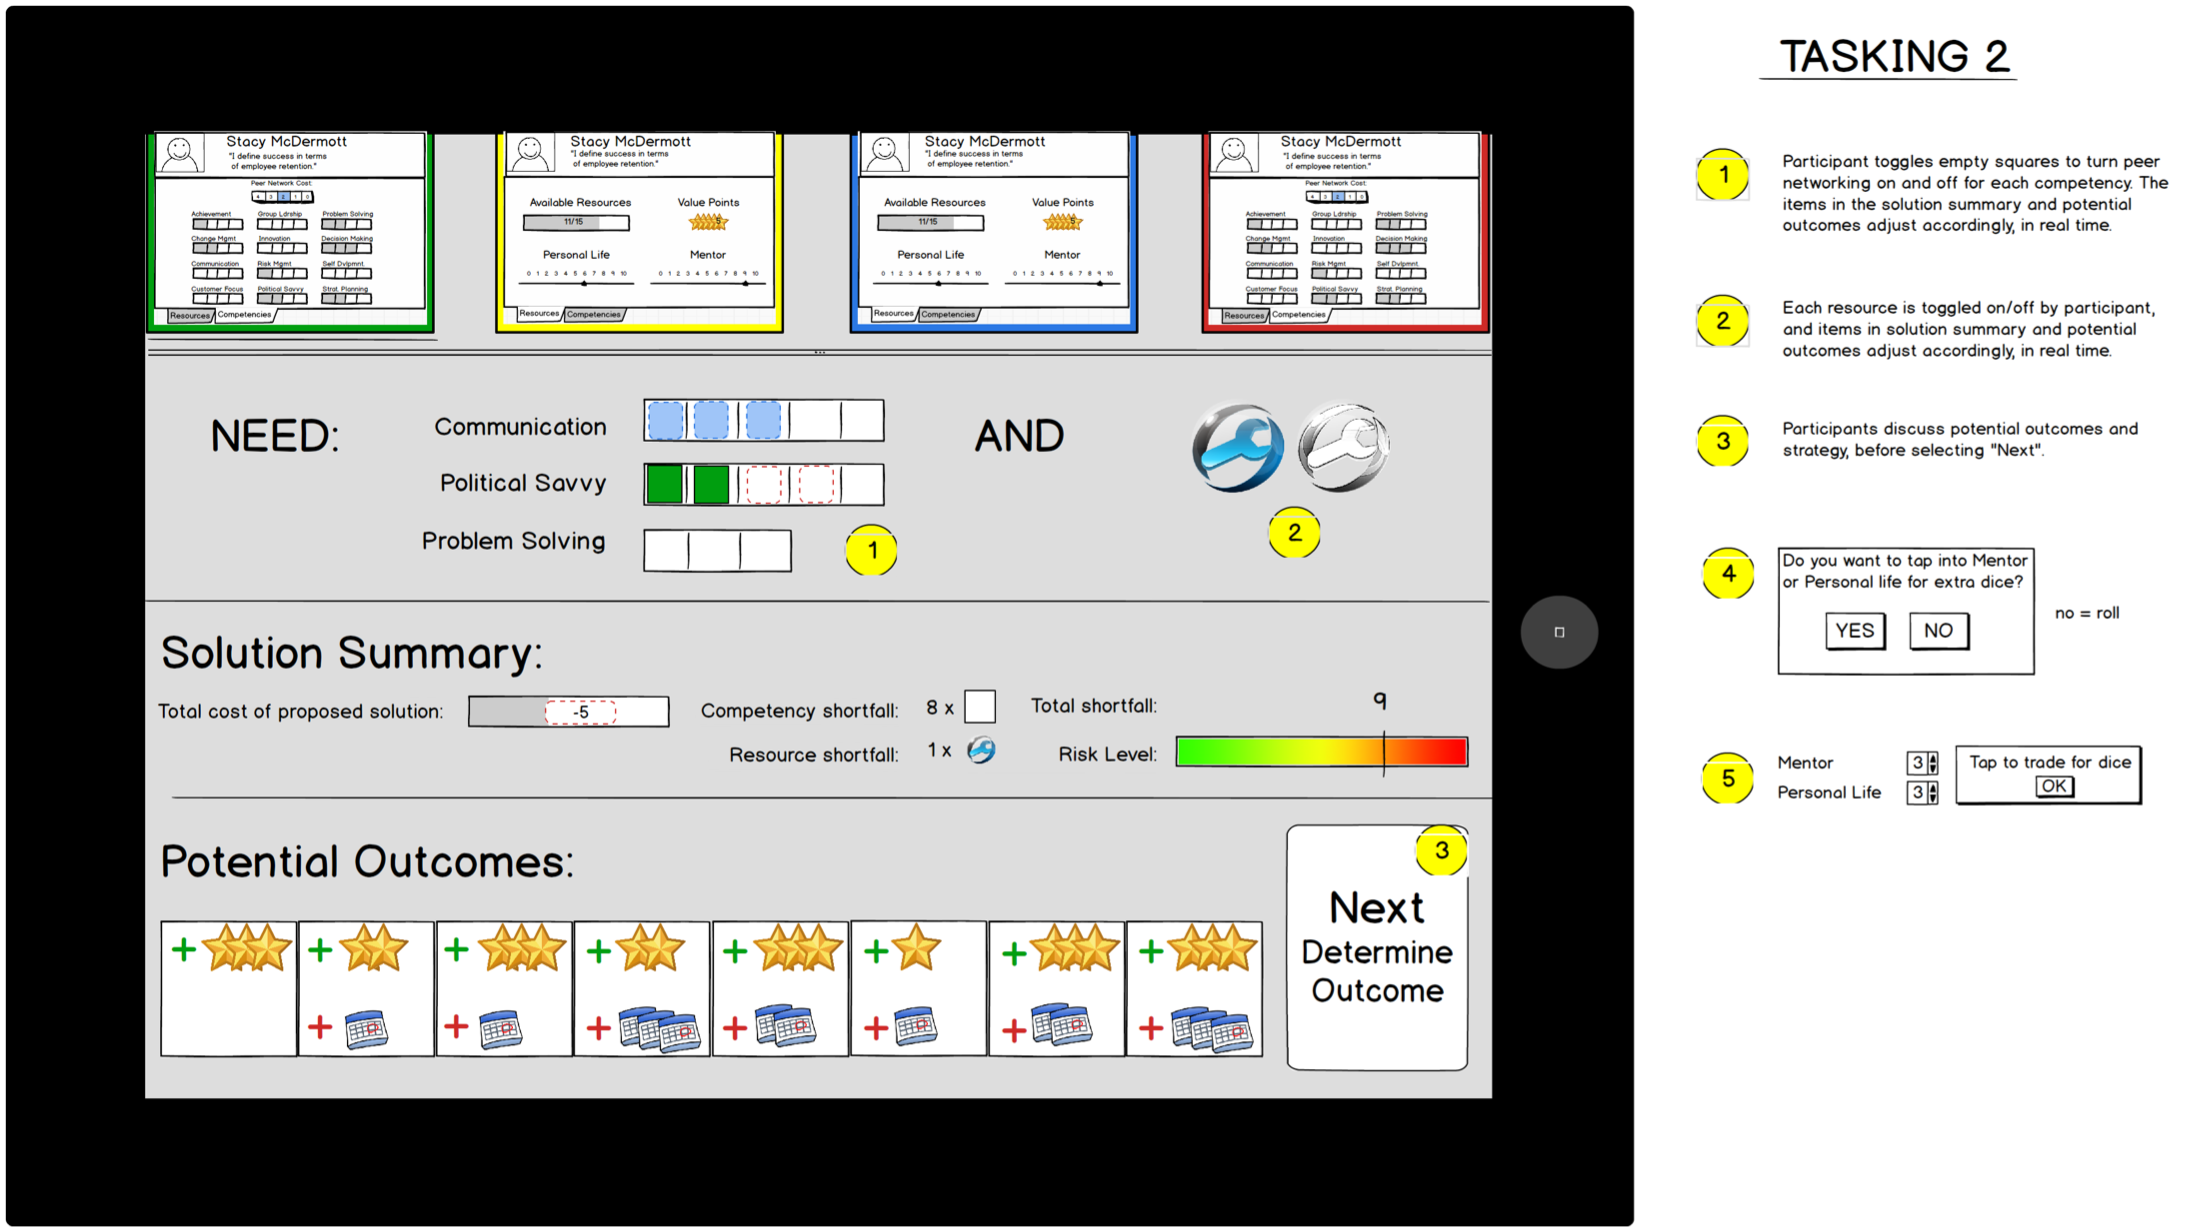 TASKING 2
Stacy McDermott
"I define success in terms
of employee retention."
Peer Network Cost:
4 3 2 1 0
Achievement Group Ldrship Problem Solving
Change Mgmt Innovation Decision Making
Communication Risk Mgmt Self Dvlpmnt.
Customer Focus Political Savvy Strat. Planning
Resources Competencies
Stacy McDermott
"I define success in terms
of employee retention."
Available Resources Value Points
11/15 5
Personal Life Mentor
0 1 2 3 4 5 6 7 8 9 10 0 1 2 3 4 5 6 7 8 9 10
Resources Competencies
Stacy McDermott
"I define success in terms
of employee retention."
Available Resources Value Points
11/15 5
Personal Life Mentor
0 1 2 3 4 5 6 7 8 9 10 0 1 2 3 4 5 6 7 8 9 10
Resources Competencies
Stacy McDermott
"I define success in terms
of employee retention."
Peer Network Cost:
4 3 2 1 0
Achievement Group Ldrship Problem Solving
Change Mgmt Innovation Decision Making
Communication Risk Mgmt Self Dvlpmnt.
Customer Focus Political Savvy Strat. Planning
Resources Competencies
NEED:
Communication
Political Savvy
Problem Solving
1
AND
2
Solution Summary:
Total cost of proposed solution: -5
Competency shortfall: 8 x
Resource shortfall: 1 x
Total shortfall: 9
Risk Level:
Potential Outcomes:
3
Next
Determine
Outcome
1
Participant toggles empty squares to turn peer
networking on and off for each competency. The
items in the solution summary and potential
outcomes adjust accordingly, in real time.
2
Each resource is toggled on/off by participant,
and items in solution summary and potential
outcomes adjust accordingly, in real time.
3
Participants discuss potential outcomes and
strategy, before selecting "Next".
4
Do you want to tap into Mentor
or Personal life for extra dice?
YES NO
no = roll
5
Mentor 3
Personal Life 3
Tap to trade for dice
OK